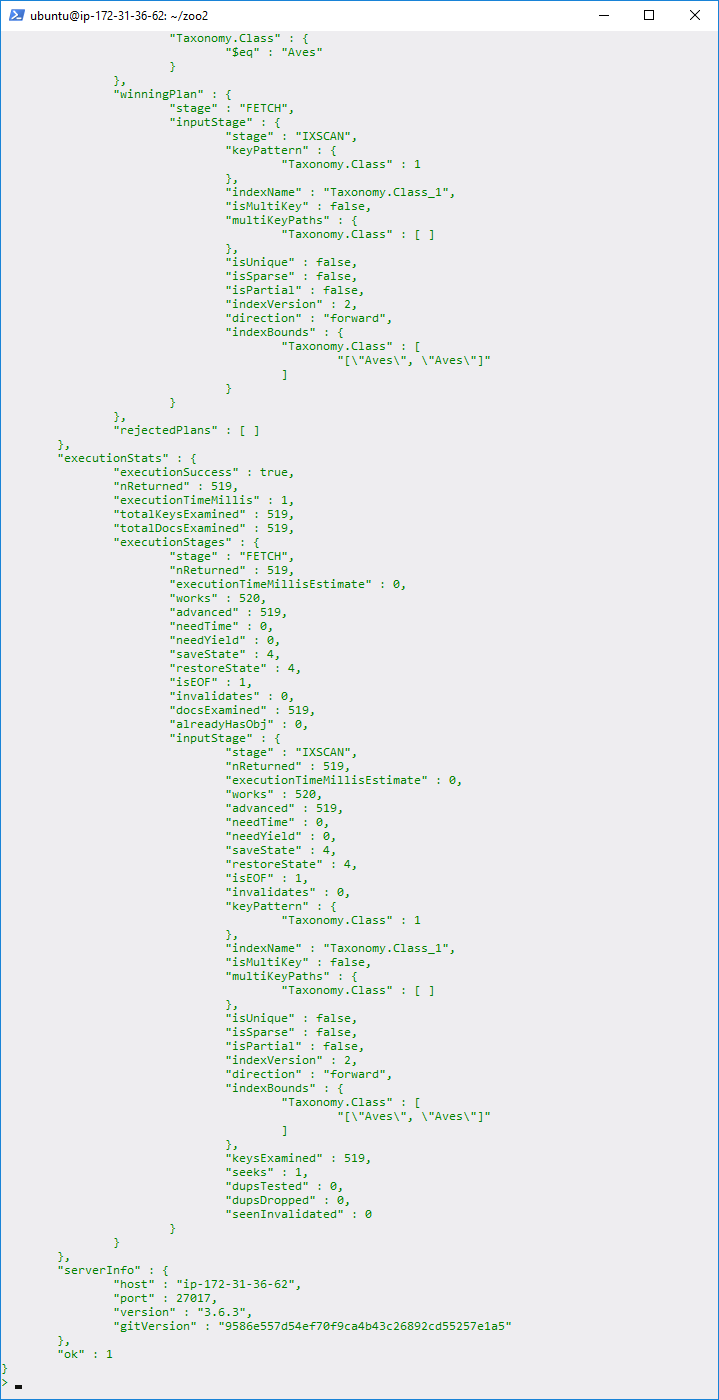 ubuntu@ip-172-31-36-62: ~/zoo2
"Taxonomy.Class" : {
"$eq" : "Aves"
}
},
"winningPlan" : {
"stage" : "FETCH",
"inputStage" : {
"stage" : "IXSCAN",
"keyPattern" : {
"Taxonomy.Class" : 1
},
"indexName" : "Taxonomy.Class_1",
"isMultiKey" : false,
"multiKeyPaths" : {
"Taxonomy.Class" : [ ]
},
"isUnique" : false,
"isSparse" : false,
"isPartial" : false,
"indexVersion" : 2,
"direction" : "forward",
"indexBounds" : {
"Taxonomy.Class" : [
"[\"Aves\", \"Aves\"]"
]
}
}
},
"rejectedPlans" : [ ]
},
"executionStats" : {
"executionSuccess" : true,
"nReturned" : 519,
"executionTimeMillis" : 1,
"totalKeysExamined" : 519,
"totalDocsExamined" : 519,
"executionStages" : {
"stage" : "FETCH",
"nReturned" : 519,
"executionTimeMillisEstimate" : 0,
"works" : 520,
"advanced" : 519,
"needTime" : 0,
"needYield" : 0,
"saveState" : 4,
"restoreState" : 4,
"isEOF" : 1,
"invalidates" : 0,
"docsExamined" : 519,
"alreadyHasObj" : 0,
"inputStage" : {
"stage" : "IXSCAN",
"nReturned" : 519,
"executionTimeMillisEstimate" : 0,
"works" : 520,
"advanced" : 519,
"needTime" : 0,
"needYield" : 0,
"saveState" : 4,
"restoreState" : 4,
"isEOF" : 1,
"invalidates" : 0,
"keyPattern" : {
"Taxonomy.Class" : 1
},
"indexName" : "Taxonomy.Class_1",
"isMultiKey" : false,
"multiKeyPaths" : {
"Taxonomy.Class" : [ ]
},
"isUnique" : false,
"isSparse" : false,
"isPartial" : false,
"indexVersion" : 2,
"direction" : "forward",
"indexBounds" : {
"Taxonomy.Class" : [
"[\"Aves\", \"Aves\"]"
]
},
"keysExamined" : 519,
"seeks" : 1,
"dupsTested" : 0,
"dupsDropped" : 0,
"seenInvalidated" : 0
}
}
},
"serverInfo" : {
"host" : "ip-172-31-36-62",
"port" : 27017,
"version" : "3.6.3",
"gitVersion" : "9586e557d54ef70f9ca4b43c26892cd55257e1a5"
},
"ok" : 1
}
>